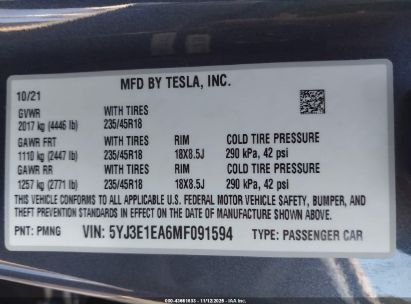 MFD BY TESLA, INC.
10/21
GVWR WITH TIRES
2017 kg (4446 lb) 235/45R18
GAWR FRT WITH TIRES RIM COLD TIRE PRESSURE
1110 kg (2447 lb) 235/45R18 18X8.5J 290 kPa, 42 psi
GAWR RR WITH TIRES RIM COLD TIRE PRESSURE
1257 kg (2771 lb) 235/45R18 18X8.5J 290 kPa, 42 psi
THIS VEHICLE CONFORMS TO ALL APPLICABLE U.S. FEDERAL MOTOR VEHICLE SAFETY, BUMPER, AND
THEFT PREVENTION STANDARDS IN EFFECT ON THE DATE OF MANUFACTURE SHOWN ABOVE.
PNT: PMNG VIN: 5YJ3E1EA6MF091594 TYPE: PASSENGER CAR